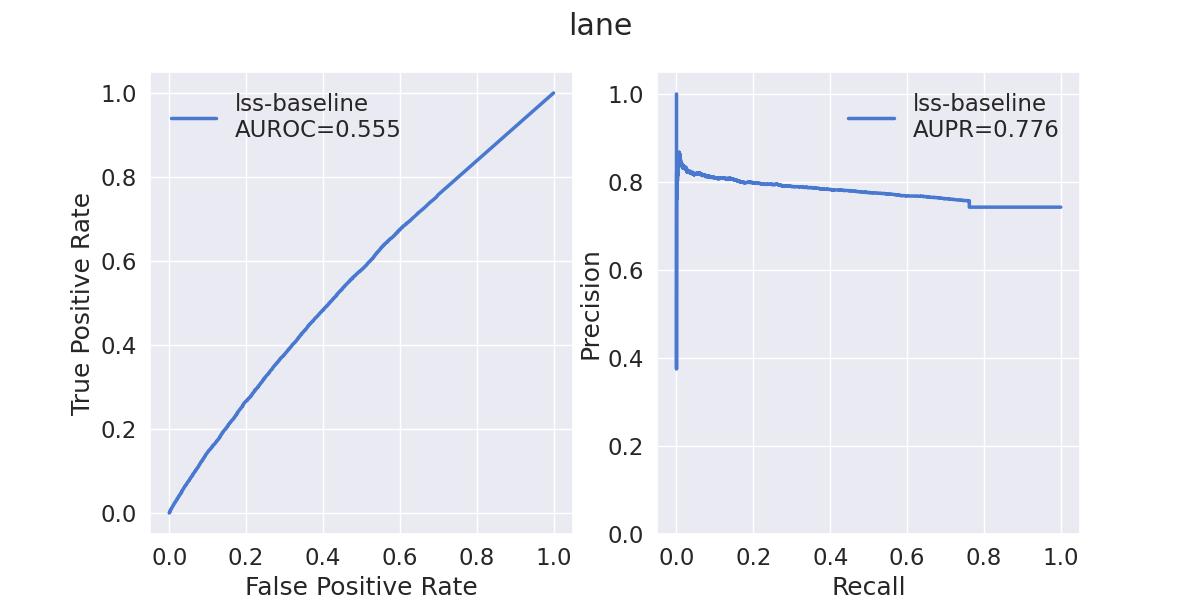 lane
lss-baseline
AUROC=0.555
1.0
0.8
0.6
0.4
0.2
0.0
True Positive Rate
0.0 0.2 0.4 0.6 0.8 1.0
False Positive Rate
lss-baseline
AUPR=0.776
1.0
0.8
0.6
0.4
0.2
0.0
Precision
0.0 0.2 0.4 0.6 0.8 1.0
Recall